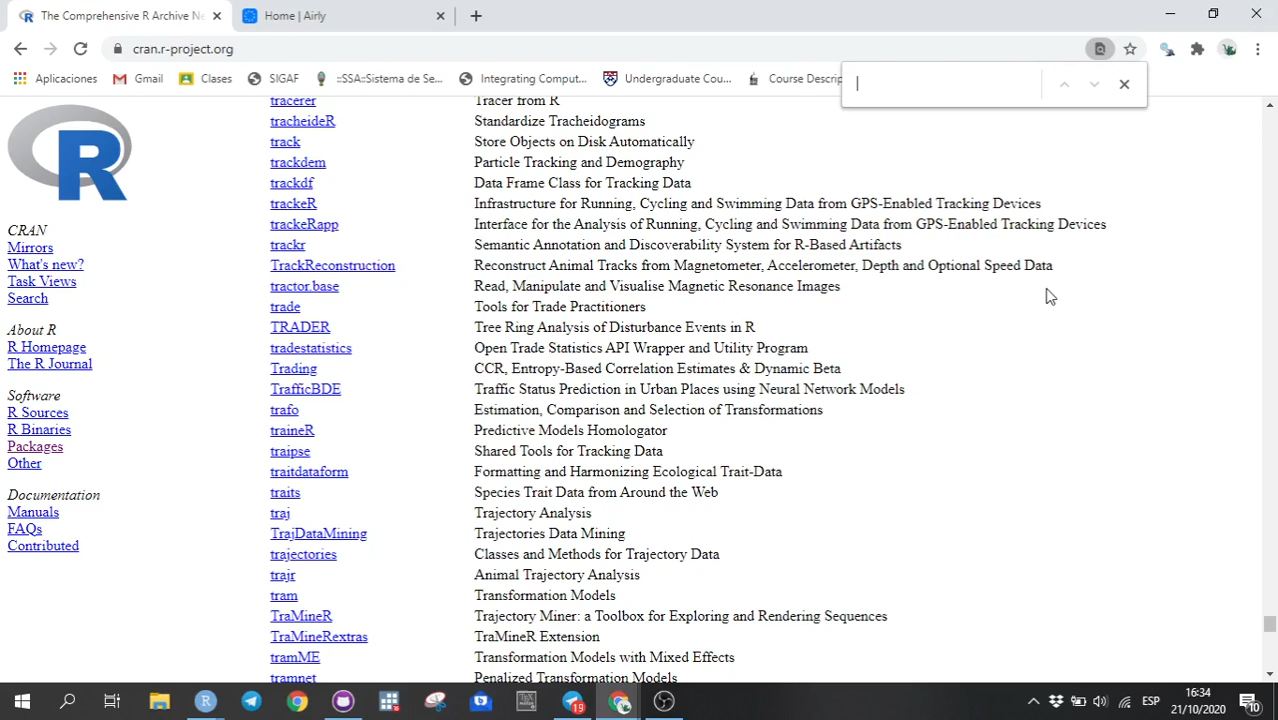 The Comprehensive R Archive Ne
Home | Airly
cran.r-project.org
Aplicaciones
Gmail
Clases
SIGAF
::SSA::Sistema de Se...
Integrating Comput...
Undergraduate Cou...
Course Descrip
R
CRAN
Mirrors
What's new?
Task Views
Search
About R
R Homepage
The R Journal
Software
R Sources
R Binaries
Packages
Other
Documentation
Manuals
FAQs
Contributed
tracerer Tracer from R
tracheideR Standardize Tracheidograms
track Store Objects on Disk Automatically
trackdem Particle Tracking and Demography
trackdf Data Frame Class for Tracking Data
trackeR Infrastructure for Running, Cycling and Swimming Data from GPS-Enabled Tracking Devices
trackeRapp Interface for the Analysis of Running, Cycling and Swimming Data from GPS-Enabled Tracking Devices
trackr Semantic Annotation and Discoverability System for R-Based Artifacts
TrackReconstruction Reconstruct Animal Tracks from Magnetometer, Accelerometer, Depth and Optional Speed Data
tractor.base Read, Manipulate and Visualise Magnetic Resonance Images
trade Tools for Trade Practitioners
TRADER Tree Ring Analysis of Disturbance Events in R
tradestatistics Open Trade Statistics API Wrapper and Utility Program
Trading CCR, Entropy-Based Correlation Estimates & Dynamic Beta
TrafficBDE Traffic Status Prediction in Urban Places using Neural Network Models
trafo Estimation, Comparison and Selection of Transformations
traineR Predictive Models Homologator
traipse Shared Tools for Tracking Data
traitdataform Formatting and Harmonizing Ecological Trait-Data
traits Species Trait Data from Around the Web
traj Trajectory Analysis
TrajDataMining Trajectories Data Mining
trajectories Classes and Methods for Trajectory Data
trajr Animal Trajectory Analysis
tram Transformation Models
TraMineR Trajectory Miner: a Toolbox for Exploring and Rendering Sequences
TraMineRextras TraMineR Extension
tramME Transformation Models with Mixed Effects
tramnet Penalized Transformation Models
19
ESP
16:34
21/10/2020
10